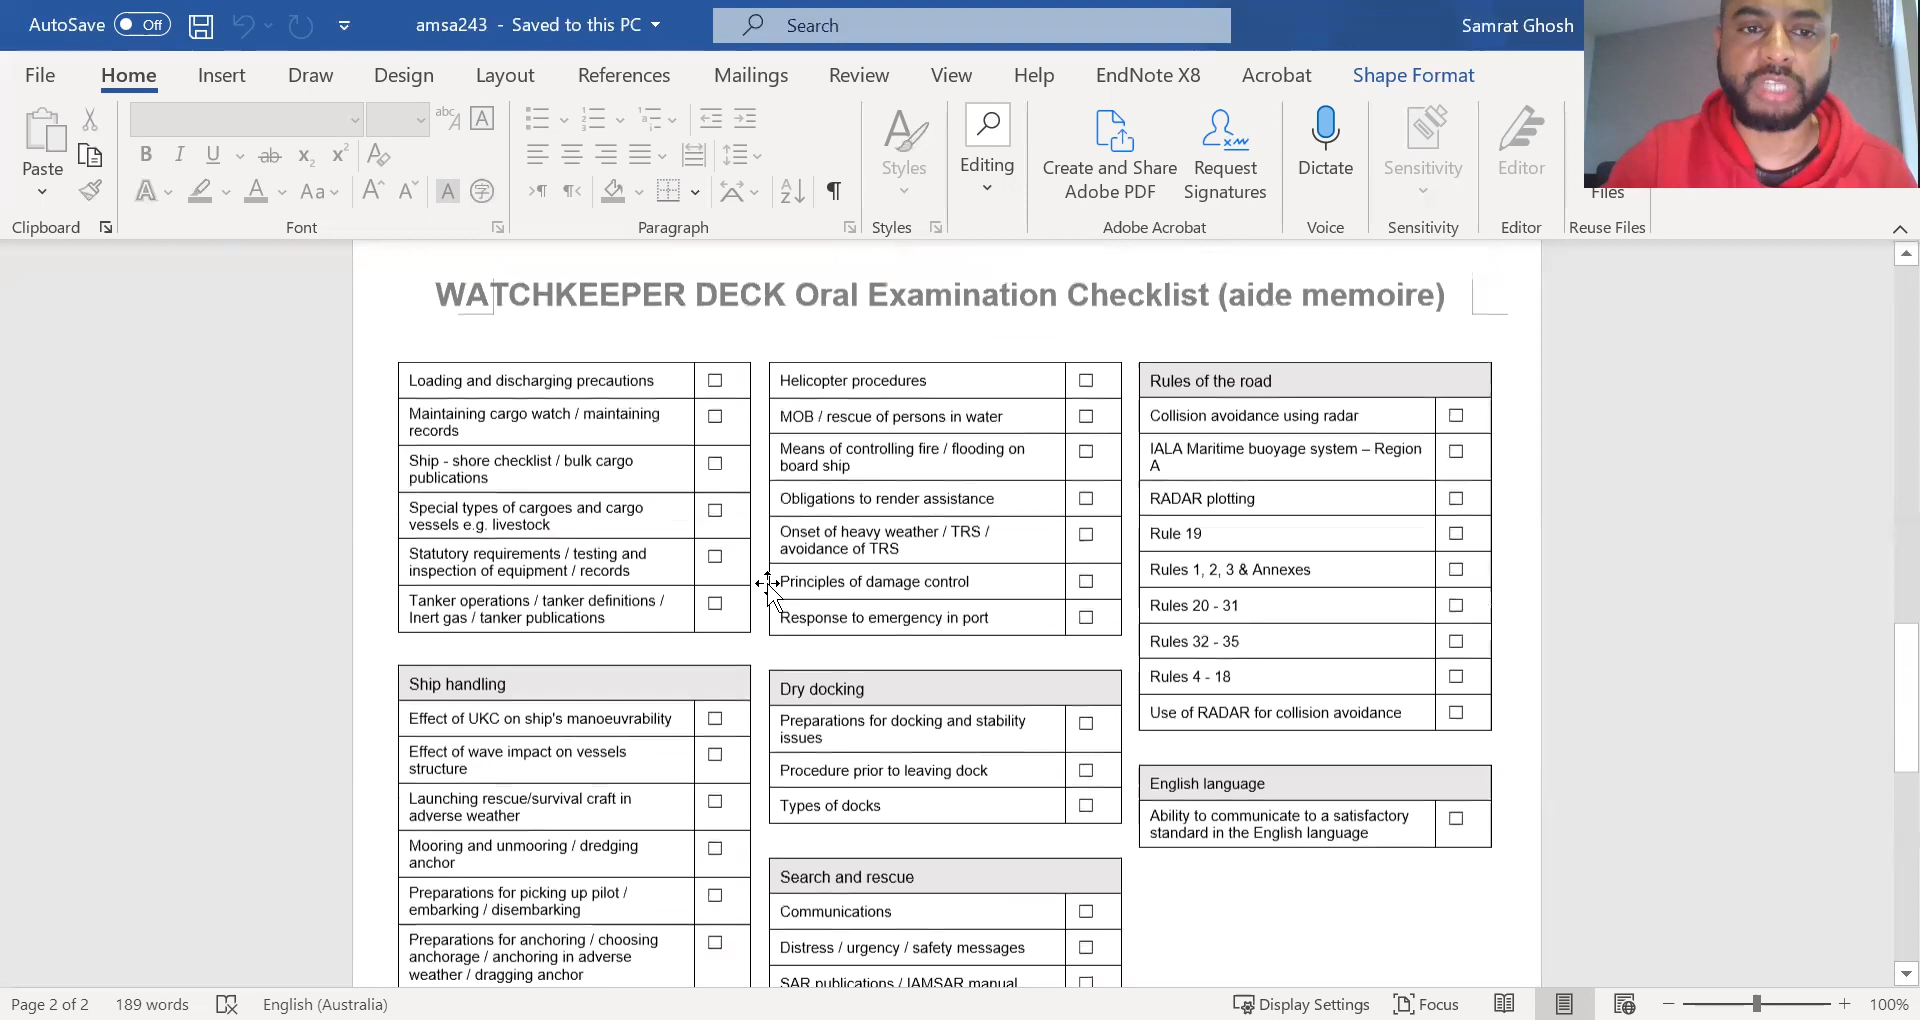 AutoSave Off amsa243 - Saved to this PC Search Samrat Ghosh
File Home Insert Draw Design Layout References Mailings Review View Help EndNote X8 Acrobat Shape Format
Paste
Styles
Editing
Create and Share
Adobe PDF
Request
Signatures
Dictate
Sensitivity
Editor
Files
Clipboard Font Paragraph Styles Adobe Acrobat Voice Sensitivity Editor Reuse Files
WATCHKEEPER DECK Oral Examination Checklist (aide memoire)
Loading and discharging precautions
Maintaining cargo watch / maintaining
records
Ship - shore checklist / bulk cargo
publications
Special types of cargoes and cargo
vessels e.g. livestock
Statutory requirements / testing and
inspection of equipment / records
Tanker operations / tanker definitions /
Inert gas / tanker publications
Ship handling
Effect of UKC on ship's manoeuvrability
Effect of wave impact on vessels
structure
Launching rescue/survival craft in
adverse weather
Mooring and unmooring / dredging
anchor
Preparations for picking up pilot /
embarking / disembarking
Preparations for anchoring / choosing
anchorage / anchoring in adverse
weather / dragging anchor
Helicopter procedures
MOB / rescue of persons in water
Means of controlling fire / flooding on
board ship
Obligations to render assistance
Onset of heavy weather / TRS /
avoidance of TRS
Principles of damage control
Response to emergency in port
Dry docking
Preparations for docking and stability
issues
Procedure prior to leaving dock
Types of docks
Search and rescue
Communications
Distress / urgency / safety messages
SAR publications / IAMSAR manual
Rules of the road
Collision avoidance using radar
IALA Maritime buoyage system – Region
A
RADAR plotting
Rule 19
Rules 1, 2, 3 & Annexes
Rules 20 - 31
Rules 32 - 35
Rules 4 - 18
Use of RADAR for collision avoidance
English language
Ability to communicate to a satisfactory
standard in the English language
Page 2 of 2 189 words English (Australia) Display Settings Focus 100%